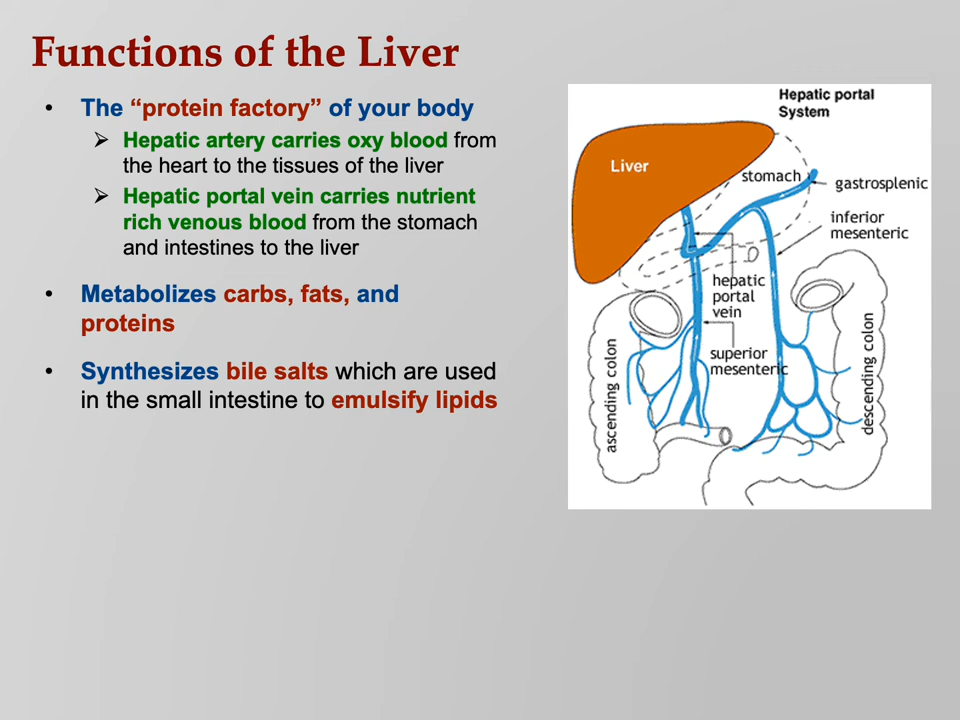 Functions of the Liver
• The “protein factory” of your body
➢ Hepatic artery carries oxy blood from
the heart to the tissues of the liver
➢ Hepatic portal vein carries nutrient
rich venous blood from the stomach
and intestines to the liver
• Metabolizes carbs, fats, and
proteins
• Synthesizes bile salts which are used
in the small intestine to emulsify lipids
Hepatic portal
System
Liver
stomach
gastrosplenic
inferior
mesenteric
hepatic
portal
vein
superior
mesenteric
ascending colon
descending colon